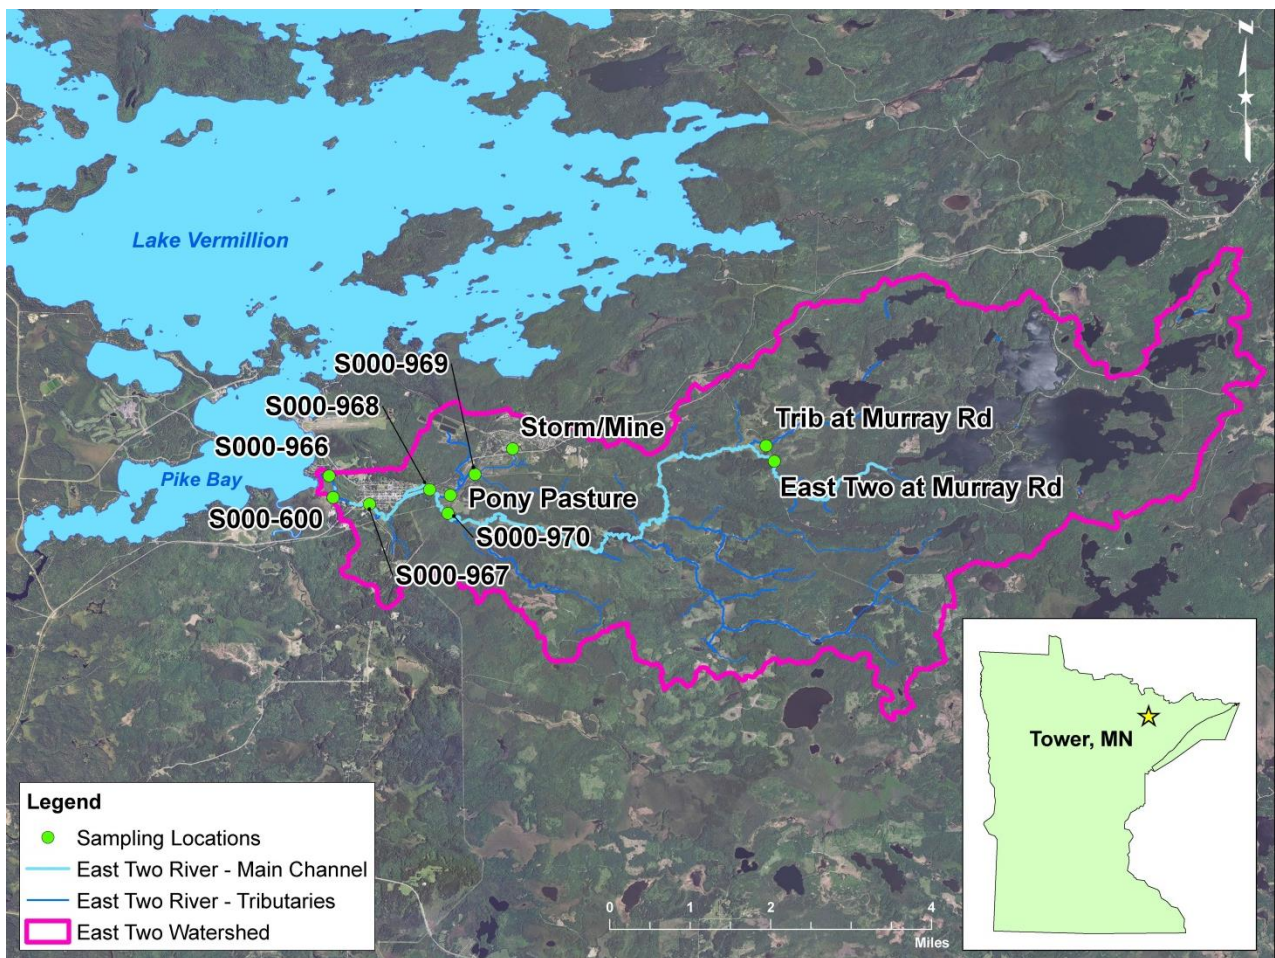 N
Lake Vermillion
S000-969
S000-968
Storm/Mine
Trib at Murray Rd
S000-966
Pike Bay
Pony Pasture
East Two at Murray Rd
S000-600
S000-970
S000-967
Tower, MN
Legend
Sampling Locations
East Two River - Main Channel
East Two River - Tributaries
East Two Watershed
0 2 4
Miles